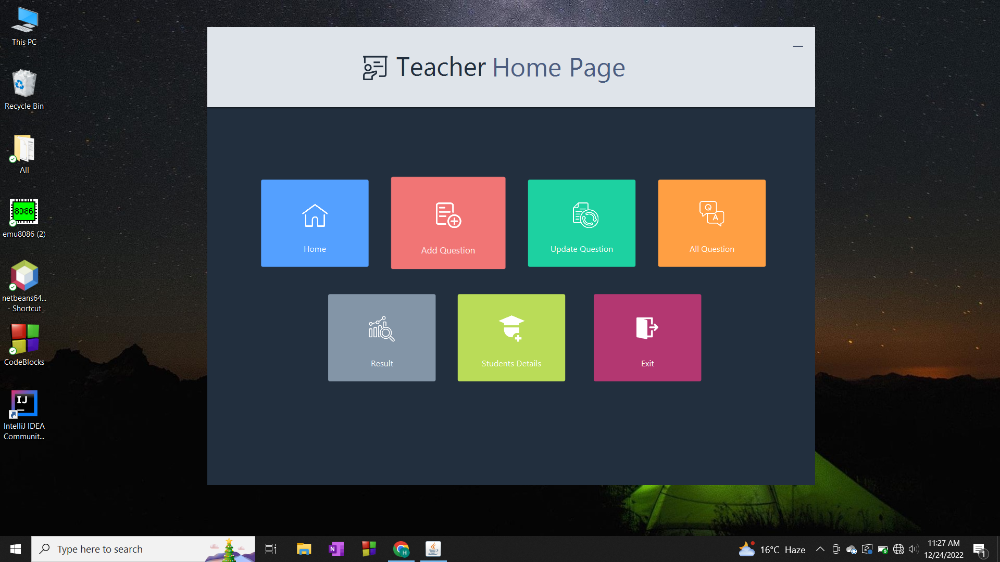 This PC
Recycle Bin
All
8086
emu8086 (2)
netbeans64...
- Shortcut
CodeBlocks
IJ
IntelliJ IDEA
Communit...
Teacher Home Page
Home
Add Question
Update Question
Q
A
All Question
Result
Students Details
Exit
Type here to search
N
H
16°C Haze
11:27 AM
12/24/2022
1